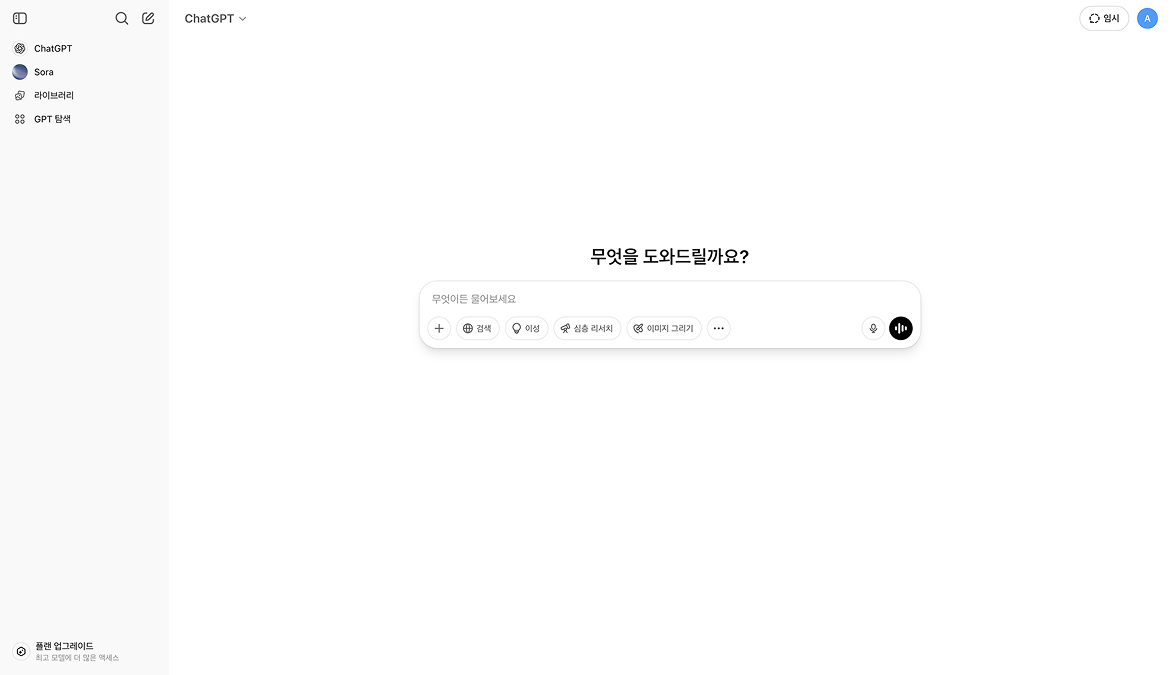 ChatGPT
임시
A
ChatGPT
Sora
라이브러리
GPT 탐색
무엇을 도와드릴까요?
무엇이든 물어보세요
검색
이성
심층 리서치
이미지 그리기
플랜 업그레이드
최고 모델에 더 많은 액세스